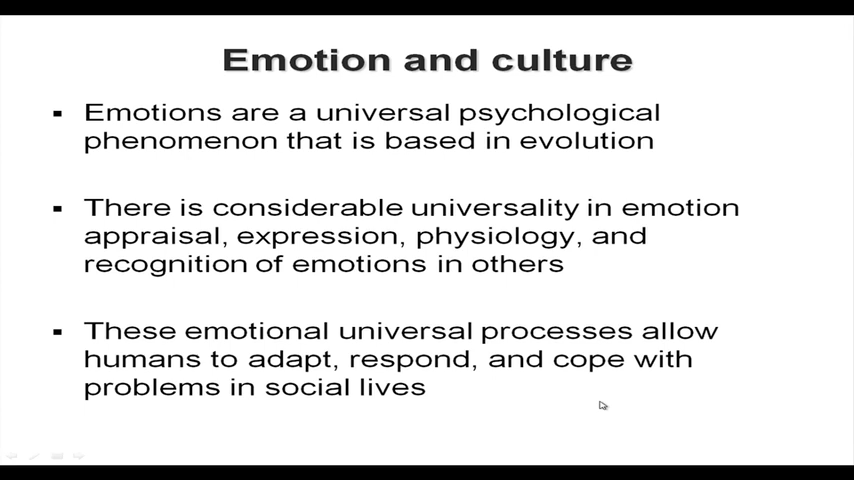 Emotion and culture
▪ Emotions are a universal psychological
phenomenon that is based in evolution
▪ There is considerable universality in emotion
appraisal, expression, physiology, and
recognition of emotions in others
▪ These emotional universal processes allow
humans to adapt, respond, and cope with
problems in social lives